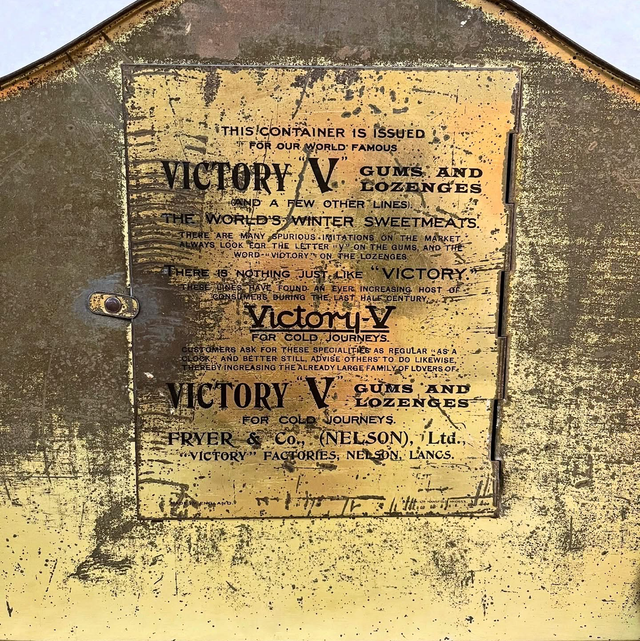 THIS CONTAINER IS ISSUED
FOR OUR WORLD FAMOUS
VICTORY "V" GUMS AND LOZENGES
(AND A FEW OTHER LINES).
THE WORLD'S WINTER SWEETMEATS.
THERE ARE MANY SPURIOUS IMITATIONS ON THE MARKET
ALWAYS LOOK FOR THE LETTER "V" ON THE GUMS, AND THE
WORD "VICTORY" ON THE LOZENGES
THERE IS NOTHING JUST LIKE "VICTORY."
THESE LINES HAVE FOUND AN EVER INCREASING HOST OF
CONSUMERS DURING THE LAST HALF CENTURY.
Victory-V
FOR COLD JOURNEYS.
CUSTOMERS ASK FOR THESE SPECIALITIES AS REGULAR "AS A
CLOCK," AND BETTER STILL, ADVISE OTHERS TO DO LIKEWISE,
THEREBY INCREASING THE ALREADY LARGE FAMILY OF LOVERS OF
VICTORY "V" GUMS AND LOZENGES
FOR COLD JOURNEYS.
FRYER & Co., (NELSON), Ltd.,
"VICTORY" FACTORIES, NELSON, LANCS.